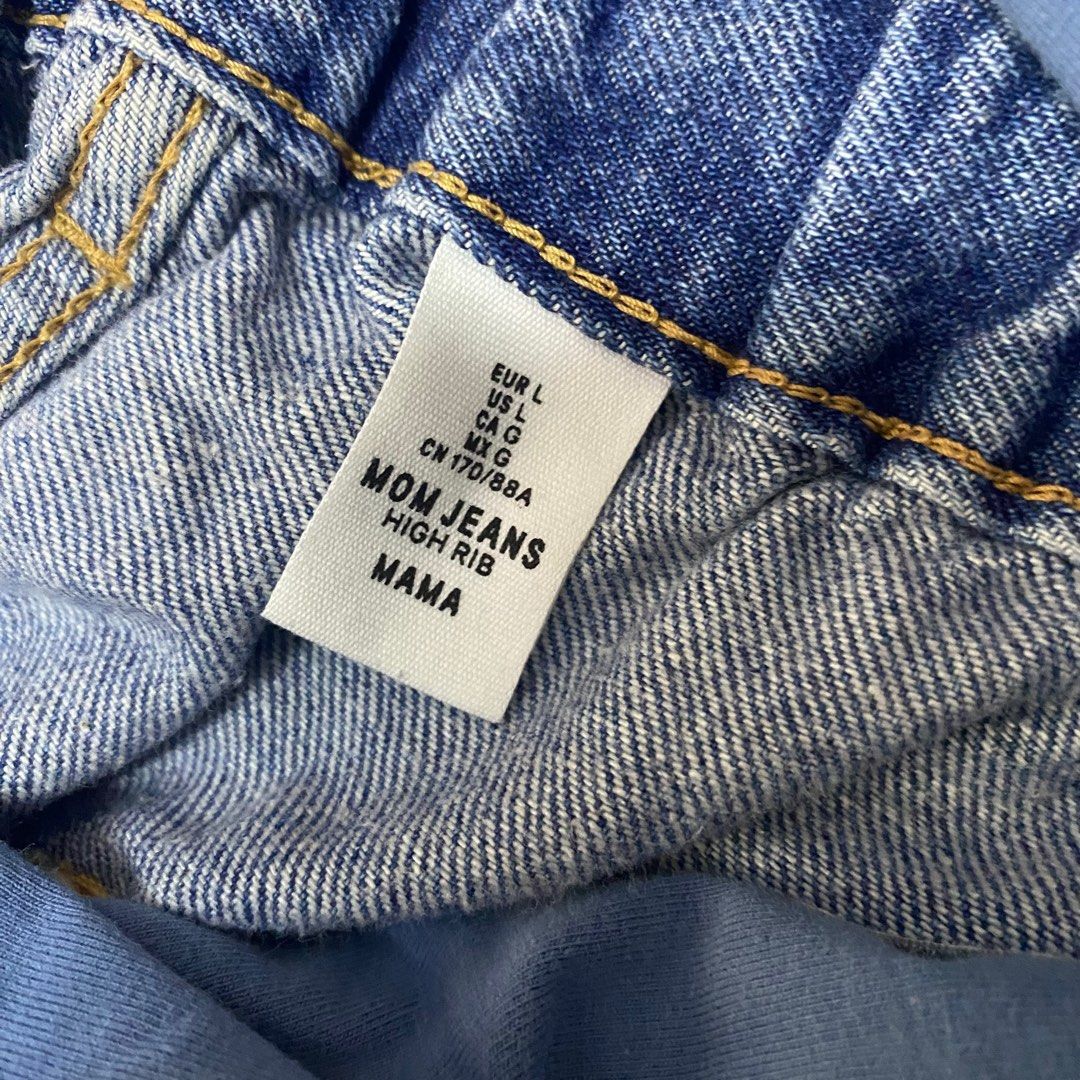 EUR L
US L
CA G
MX G
CN 170/88A
MOM JEANS
HIGH RIB
MAMA